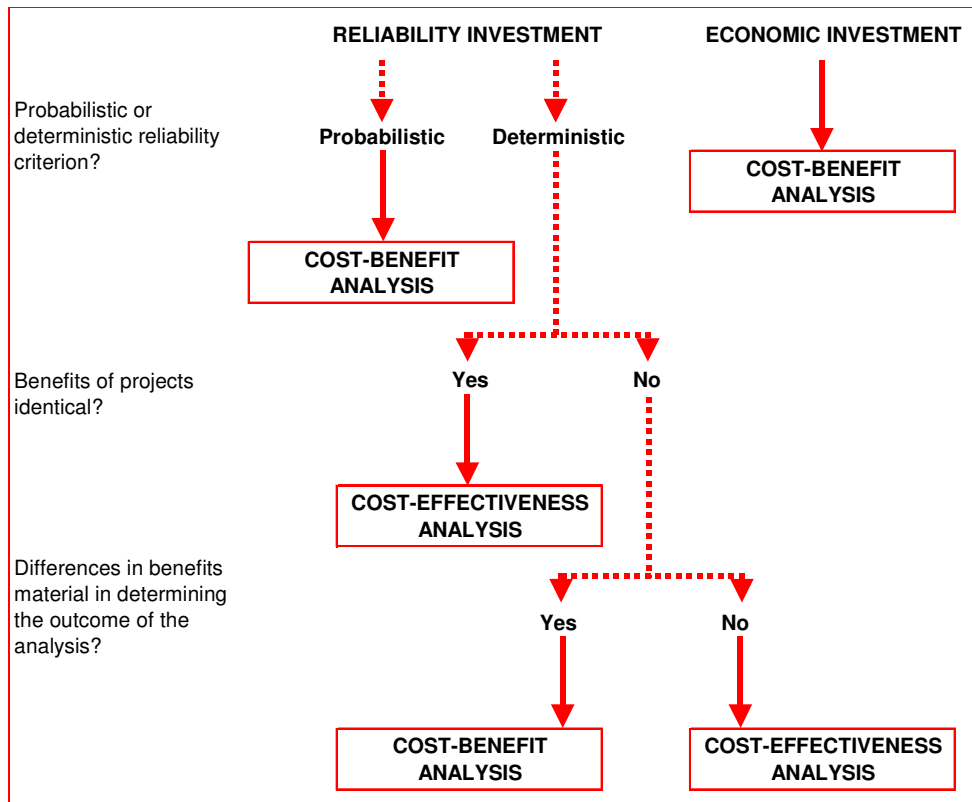 RELIABILITY INVESTMENT
ECONOMIC INVESTMENT
Probabilistic or
deterministic reliability
criterion?
Probabilistic
Deterministic
COST-BENEFIT
ANALYSIS
COST-BENEFIT
ANALYSIS
Benefits of projects
identical?
Yes
No
COST-EFFECTIVENESS
ANALYSIS
Differences in benefits
material in determining
the outcome of the
analysis?
Yes
No
COST-BENEFIT
ANALYSIS
COST-EFFECTIVENESS
ANALYSIS